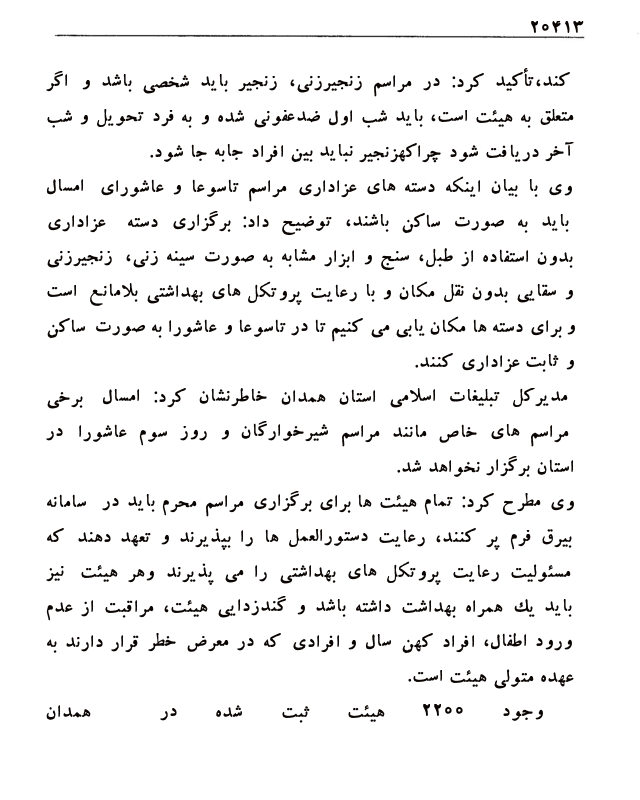 ۲۰۴۱۳
کند،تأکید کرد: در مراسم زنجیرزنی، زنجیر باید شخصی باشد و اگر
متعلق به هیئت است، باید شب اول ضدعفونی شده و به فرد تحویل و شب
آخر دریافت شود چراکهزنجیر نباید بین افراد جابه جا شود.
وی با بیان اینکه دسته های عزاداری مراسم تاسوعا و عاشورای امسال
باید به صورت ساکن باشند، توضیح داد: برگزاری دسته عزاداری
بدون استفاده از طبل، سنج و ابزار مشابه به صورت سینه زنی، زنجیرزنی
و سقایی بدون نقل مکان و با رعایت پروتکل های بهداشتی بلامانع است
و برای دسته ها مکان یابی می کنیم تا در تاسوعا و عاشورا به صورت ساکن
و ثابت عزاداری کنند.
مدیرکل تبلیغات اسلامی استان همدان خاطرنشان کرد: امسال برخی
مراسم های خاص مانند مراسم شیرخوارگان و روز سوم عاشورا در
استان برگزار نخواهد شد.
وی مطرح کرد: تمام هیئت ها برای برگزاری مراسم محرم باید در سامانه
بیرق فرم پر کنند، رعایت دستورالعمل ها را بپذیرند و تعهد دهند که
مسئولیت رعایت پروتکل های بهداشتی را می پذیرند وهر هیئت نیز
باید یك همراه بهداشت داشته باشد و گندزدایی هیئت، مراقبت از عدم
ورود اطفال، افراد کهن سال و افرادی که در معرض خطر قرار دارند به
عهده متولی هیئت است.
وجود ۲۲۰۰ هیئت ثبت شده در همدان